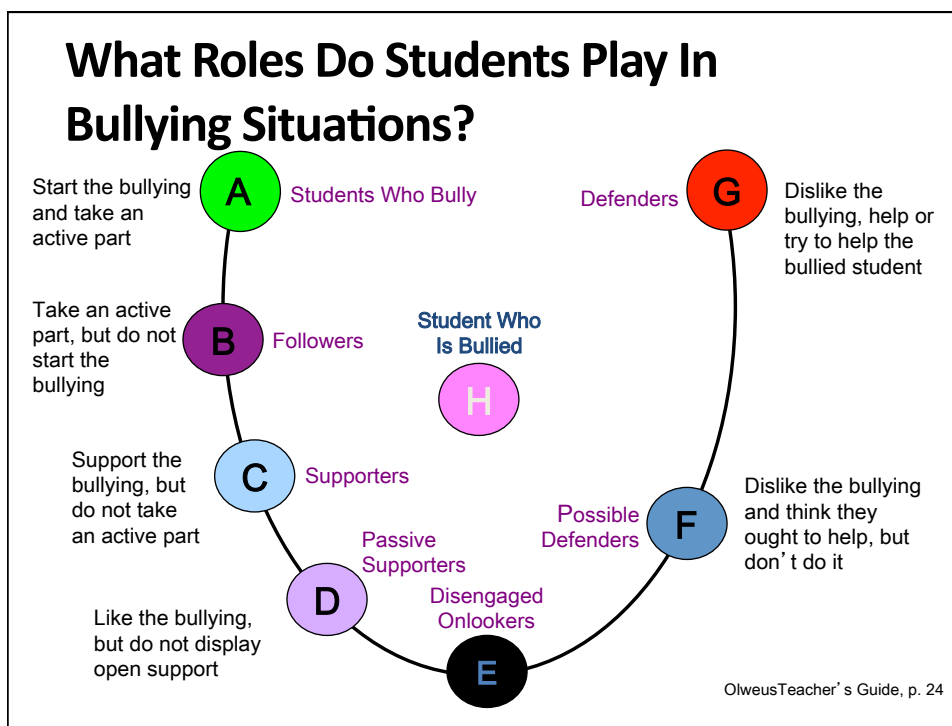 What Roles Do Students Play In
Bullying Situations?
Start the bullying
and take an
active part
A
Students Who Bully
Defenders
G
Dislike the
bullying, help or
try to help the
bullied student
Take an active
part, but do not
start the
bullying
B
Followers
Student Who
Is Bullied
H
Support the
bullying, but
do not take
an active part
C
Supporters
Possible
Defenders
F
Dislike the bullying
and think they
ought to help, but
don't do it
Passive
Supporters
D
Like the bullying,
but do not display
open support
Disengaged
Onlookers
E
OlweusTeacher's Guide, p. 24